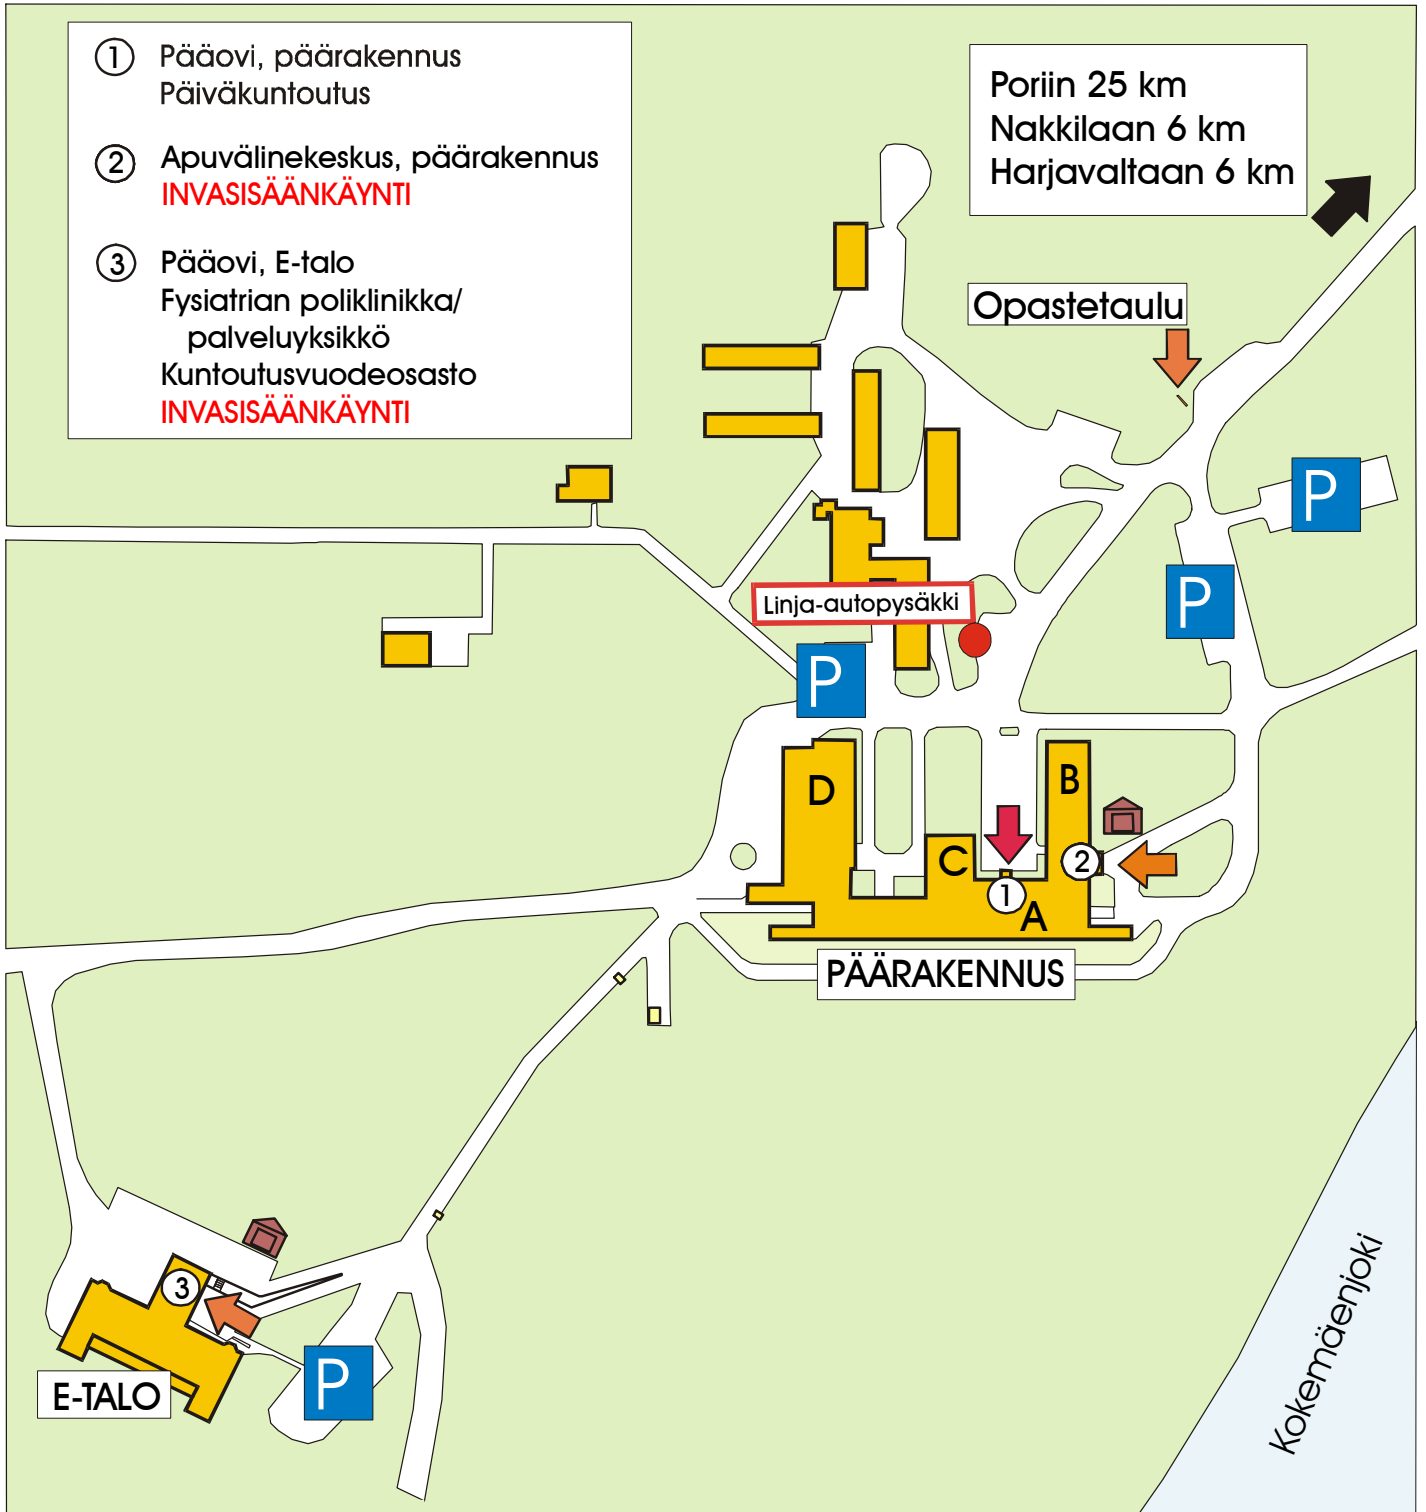 1 Pääovi, päärakennus
Päiväkuntoutus
2 Apuvälinekeskus, päärakennus
INVASISÄÄNKÄYNTI
3 Pääovi, E-talo
Fysiatrian poliklinikka/
palveluyksikkö
Kuntoutusvuodeosasto
INVASISÄÄNKÄYNTI
Poriin 25 km
Nakkilaan 6 km
Harjavaltaan 6 km
Opastetaulu
P
P
Linja-autopysäkki
P
D
B
C
2
1
A
PÄÄRAKENNUS
3
E-TALO
P
Kokemäenjoki